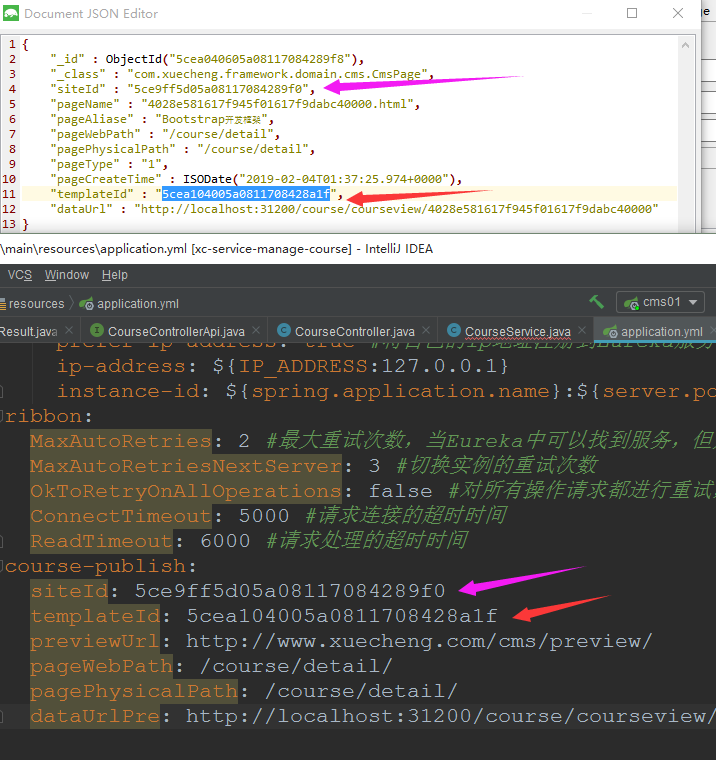 Document JSON Editor
1 {
2 "_id" : ObjectId("5cea040605a08117084289f8"),
3 "_class" : "com.xuecheng.framework.domain.cms.CmsPage",
4 "siteId" : "5ce9ff5d05a08117084289f0",
5 "pageName" : "4028e581617f945f01617f9dabc40000.html",
6 "pageAliase" : "Bootstrap开发框架",
7 "pageWebPath" : "/course/detail",
8 "pagePhysicalPath" : "/course/detail",
9 "pageType" : "1",
10 "pageCreateTime" : ISODate("2019-02-04T01:37:25.974+0000"),
11 "templateId" : "5cea104005a0811708428a1f",
12 "dataUrl" : "http://localhost:31200/course/courseview/4028e581617f945f01617f9dabc40000"
13 }
\main\resources\application.yml [xc-service-manage-course] - IntelliJ IDEA
VCS Window Help
resources application.yml cms01
Result.java CourseControllerApi.java CourseController.java CourseService.java application.yml
ip-address: ${IP_ADDRESS:127.0.0.1}
instance-id: ${spring.application.name}:${server.po
ribbon:
MaxAutoRetries: 2 #最大重试次数，当Eureka中可以找到服务，但
MaxAutoRetriesNextServer: 3 #切换实例的重试次数
OkToRetryOnAllOperations: false #对所有操作请求都进行重试
ConnectTimeout: 5000 #请求连接的超时时间
ReadTimeout: 6000 #请求处理的超时时间
course-publish:
siteId: 5ce9ff5d05a08117084289f0
templateId: 5cea104005a0811708428a1f
previewUrl: http://www.xuecheng.com/cms/preview/
pageWebPath: /course/detail/
pagePhysicalPath: /course/detail/
dataUrlPre: http://localhost:31200/course/courseview/